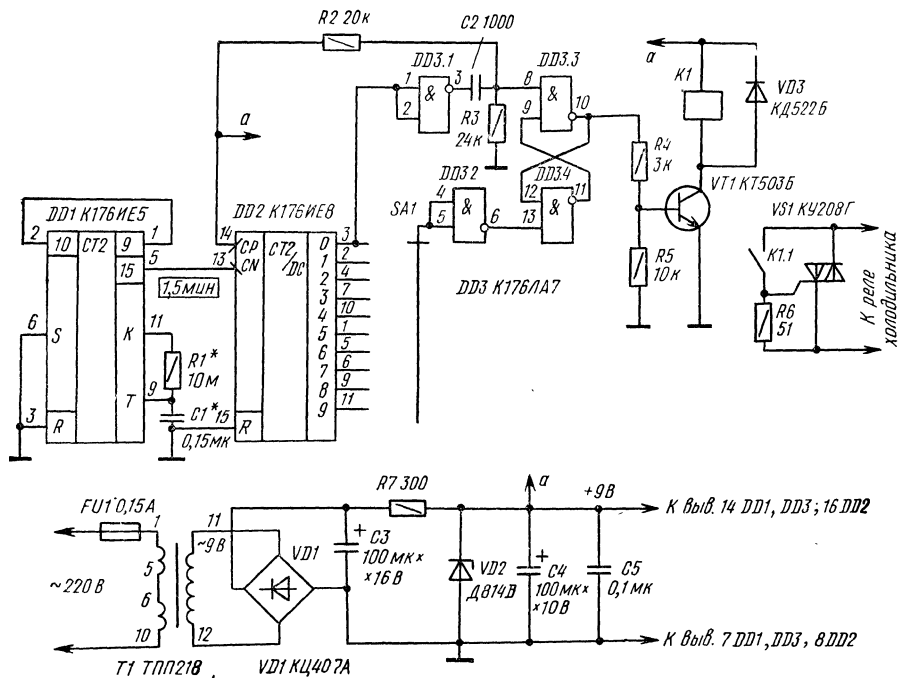 R2 20к
C2 1000
DD3.1
DD3.3
a
K1
VD3
КД522Б
1
2
&
3
R3
24к
8
9
&
10
a
R4
3к
DD1 К176ИЕ5
DD2 К176ИЕ8
SA1
DD3.2
DD3.4
VT1 КТ503Б
VS1 КУ208Г
2
10
СТ2
9
1
15
5
1,5мин
14
13
CP
CN
СТ2/DC
0
3
1
2
2
4
3
7
4
10
5
1
6
5
7
6
8
9
9
11
4
5
&
6
12
13
&
11
R5
10к
K1.1
R6
51
К реле
холодильника
DD3 К176ЛА7
6
S
K
11
R1*
10м
T
9
C1*
0,15мк
3
R
15
R
R7 300
a
+9В
К выв. 14 DD1, DD3; 16 DD2
FU1 0,15А
1
11
~9В
VD1
+
C3
100мк×
×16В
VD2
Д814В
+
C4
100мк×
×10В
C5
0,1мк
~220В
5
6
10
12
К выв. 7 DD1, DD3, 8DD2
T1 ТПП218
VD1 КЦ407А